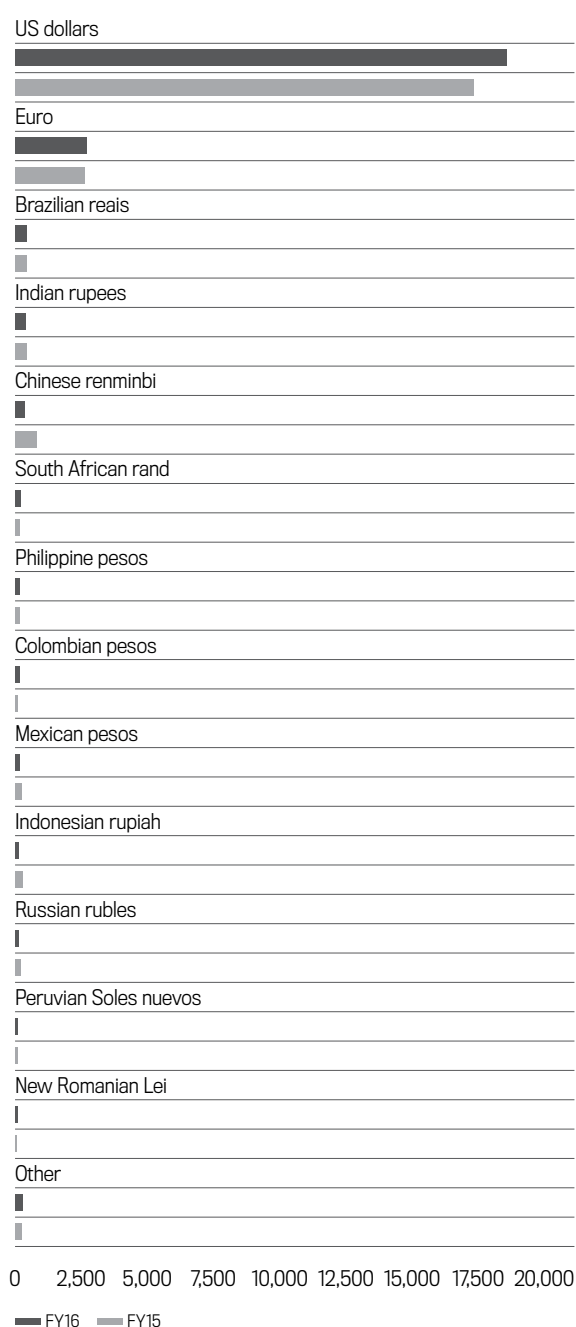 US dollars
Euro
Brazilian reais
Indian rupees
Chinese renminbi
South African rand
Philippine pesos
Colombian pesos
Mexican pesos
Indonesian rupiah
Russian rubles
Peruvian Soles nuevos
New Romanian Lei
Other
0 2,500 5,000 7,500 10,000 12,500 15,000 17,500 20,000
FY16 FY15